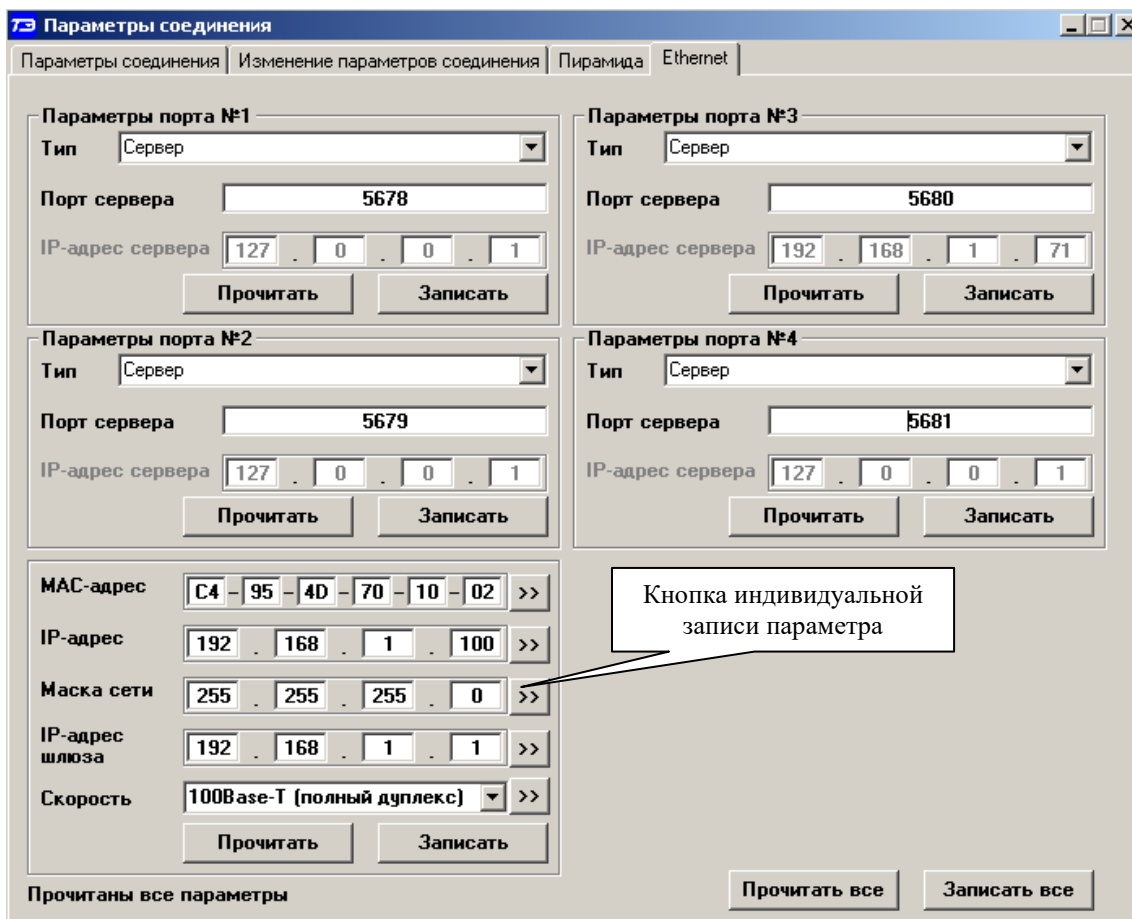 ТЭ Параметры соединения
Параметры соединения Изменение параметров соединения Пирамида Ethernet
Параметры порта №1
Тип Сервер
Порт сервера 5678
IP-адрес сервера 127 . 0 . 0 . 1
Прочитать Записать
Параметры порта №3
Тип Сервер
Порт сервера 5680
IP-адрес сервера 192 . 168 . 1 . 71
Прочитать Записать
Параметры порта №2
Тип Сервер
Порт сервера 5679
IP-адрес сервера 127 . 0 . 0 . 1
Прочитать Записать
Параметры порта №4
Тип Сервер
Порт сервера 5681
IP-адрес сервера 127 . 0 . 0 . 1
Прочитать Записать
MAC-адрес C4 - 95 - 4D - 70 - 10 - 02 >>
IP-адрес 192 . 168 . 1 . 100 >>
Маска сети 255 . 255 . 255 . 0 >>
IP-адрес
шлюза 192 . 168 . 1 . 1 >>
Скорость 100Base-T (полный дуплекс) >>
Прочитать Записать
Кнопка индивидуальной
записи параметра
Прочитаны все параметры
Прочитать все Записать все